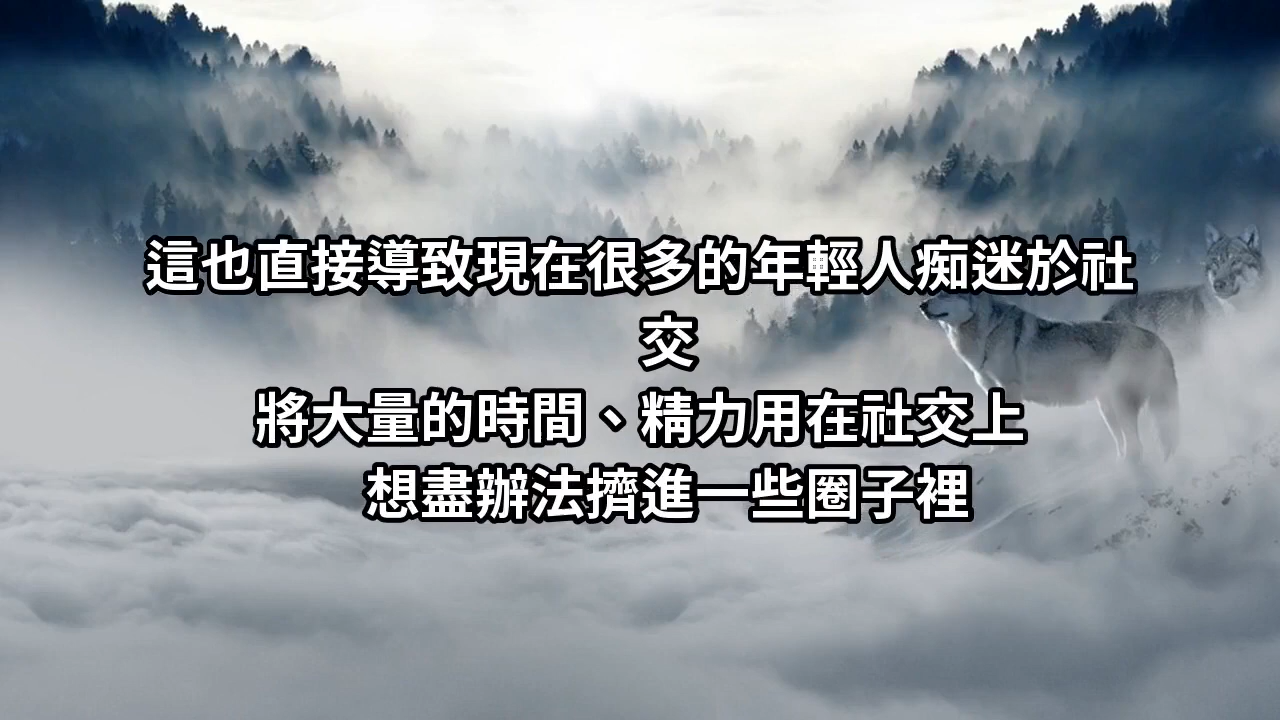 這也直接導致現在很多的年輕人痴迷於社
交
將大量的時間、精力用在社交上
想盡辦法擠進一些圈子裡